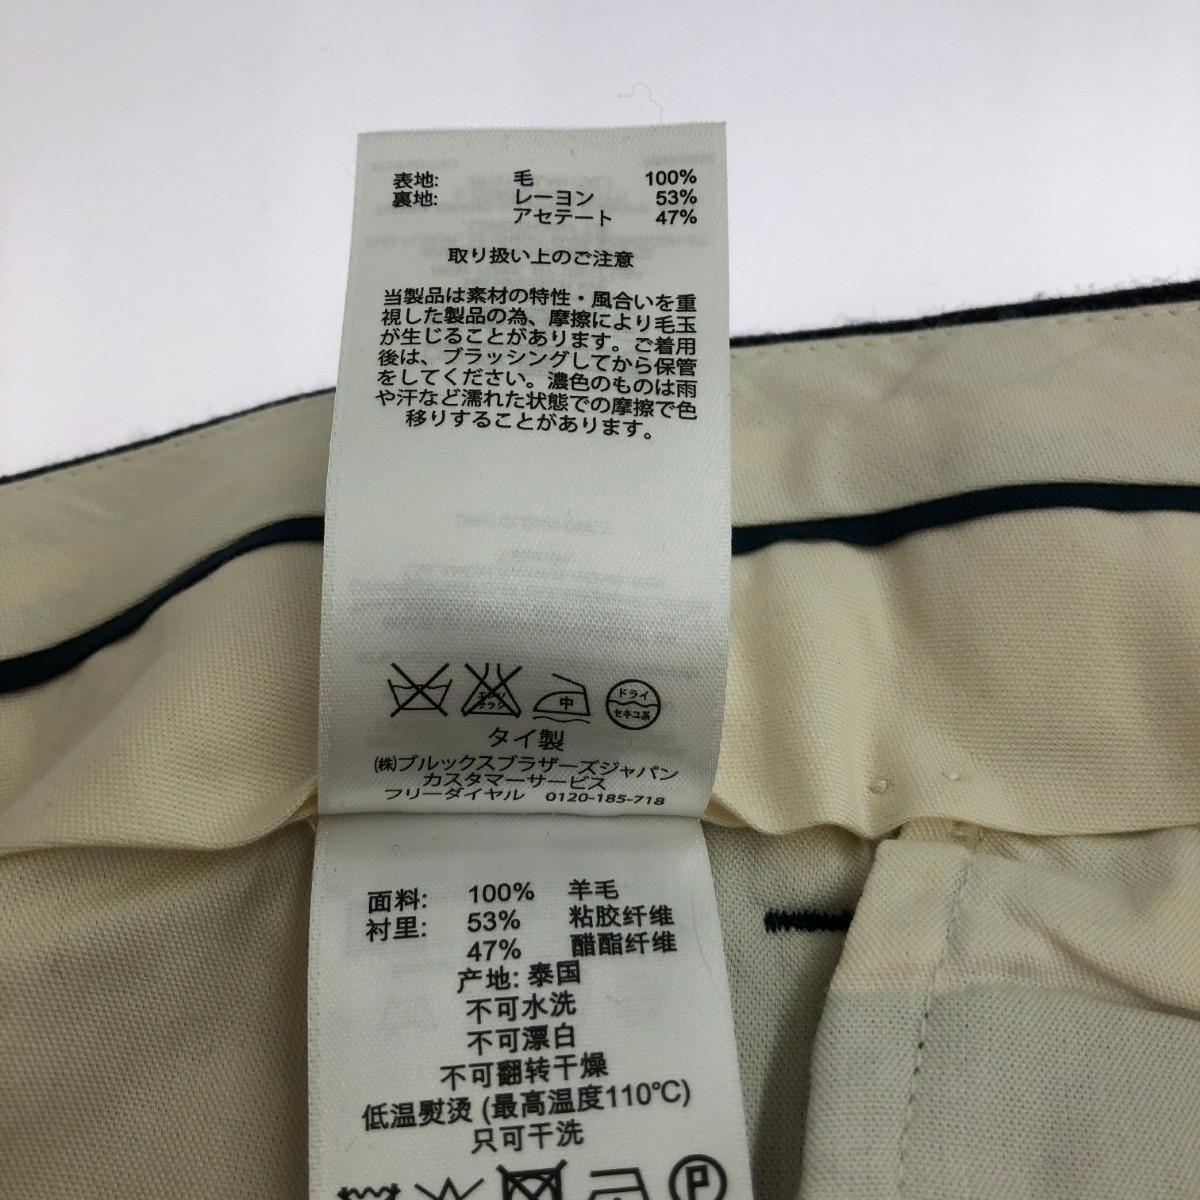 表地: 毛 100%
裏地: レーヨン 53%
アセテート 47%
取り扱い上のご注意
当製品は素材の特性・風合いを重
視した製品の為、摩擦により毛玉
が生じることがあります。ご着用
後は、ブラッシングしてから保管
をしてください。濃色のものは雨
や汗など濡れた状態での摩擦で色
移りすることがあります。
エンソ
サラシ
中
ドライ
セキユ系
タイ製
(株)ブルックスブラザーズジャパン
カスタマーサービス
フリーダイヤル 0120-185-718
面料: 100% 羊毛
衬里: 53% 粘胶纤维
47% 醋酯纤维
产地: 泰国
不可水洗
不可漂白
不可翻转干燥
低温熨烫 (最高温度110℃)
只可干洗
P